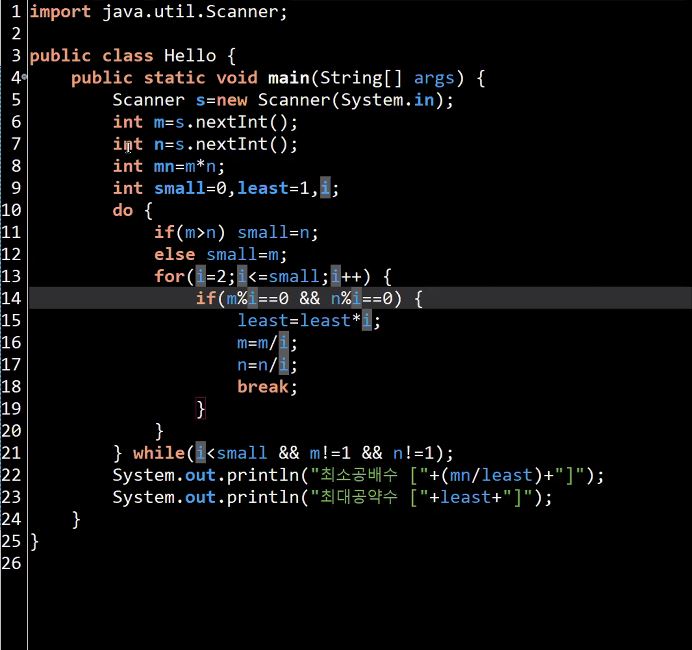 1 import java.util.Scanner;
2
3 public class Hello {
4     public static void main(String[] args) {
5         Scanner s=new Scanner(System.in);
6         int m=s.nextInt();
7         int n=s.nextInt();
8         int mn=m*n;
9         int small=0,least=1,i;
10         do {
11             if(m>n) small=n;
12             else small=m;
13             for(i=2;i<=small;i++) {
14                 if(m%i==0 && n%i==0) {
15                     least=least*i;
16                     m=m/i;
17                     n=n/i;
18                     break;
19                 }
20             }
21         } while(i<small && m!=1 && n!=1);
22         System.out.println("최소공배수 ["+(mn/least)+"]");
23         System.out.println("최대공약수 ["+least+"]");
24     }
25 }
26